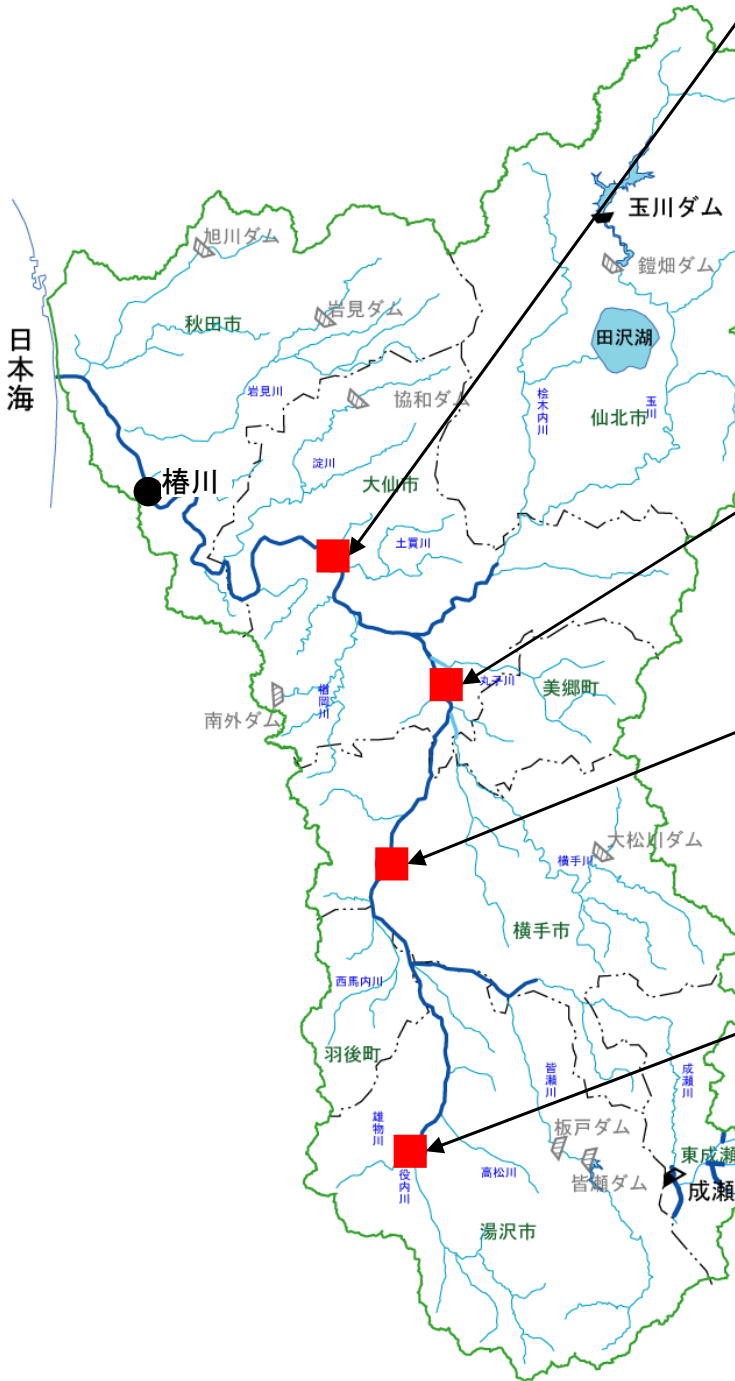 玉川ダム
旭川ダム
鎧畑ダム
岩見ダム
秋田市
田沢湖
日本海
岩見川
協和ダム
桧木内川
玉川
仙北市
淀川
大仙市
椿川
土買川
丸子川
美郷町
楢岡川
南外ダム
大松川ダム
横手川
横手市
西馬内川
羽後町
皆瀬川
成瀬川
雄物川
板戸ダム
東成瀬
役内川
高松川
皆瀬ダム
成瀬
湯沢市